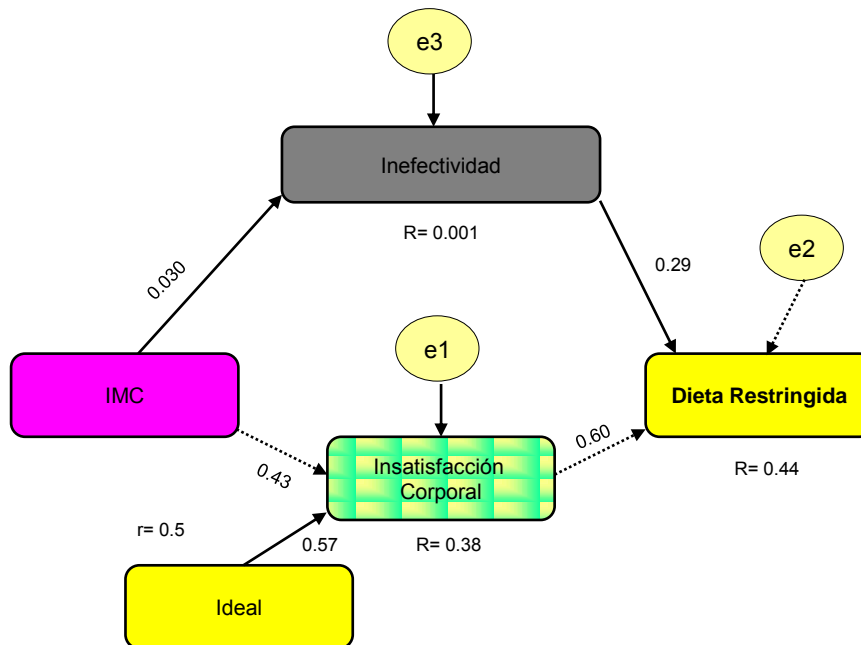 e3
Inefectividad
R= 0.001
0.030
0.29
e2
e1
IMC
Dieta Restringida
0.43
Insatisfacción
Corporal
0.60
R= 0.44
r= 0.5
0.57
R= 0.38
Ideal